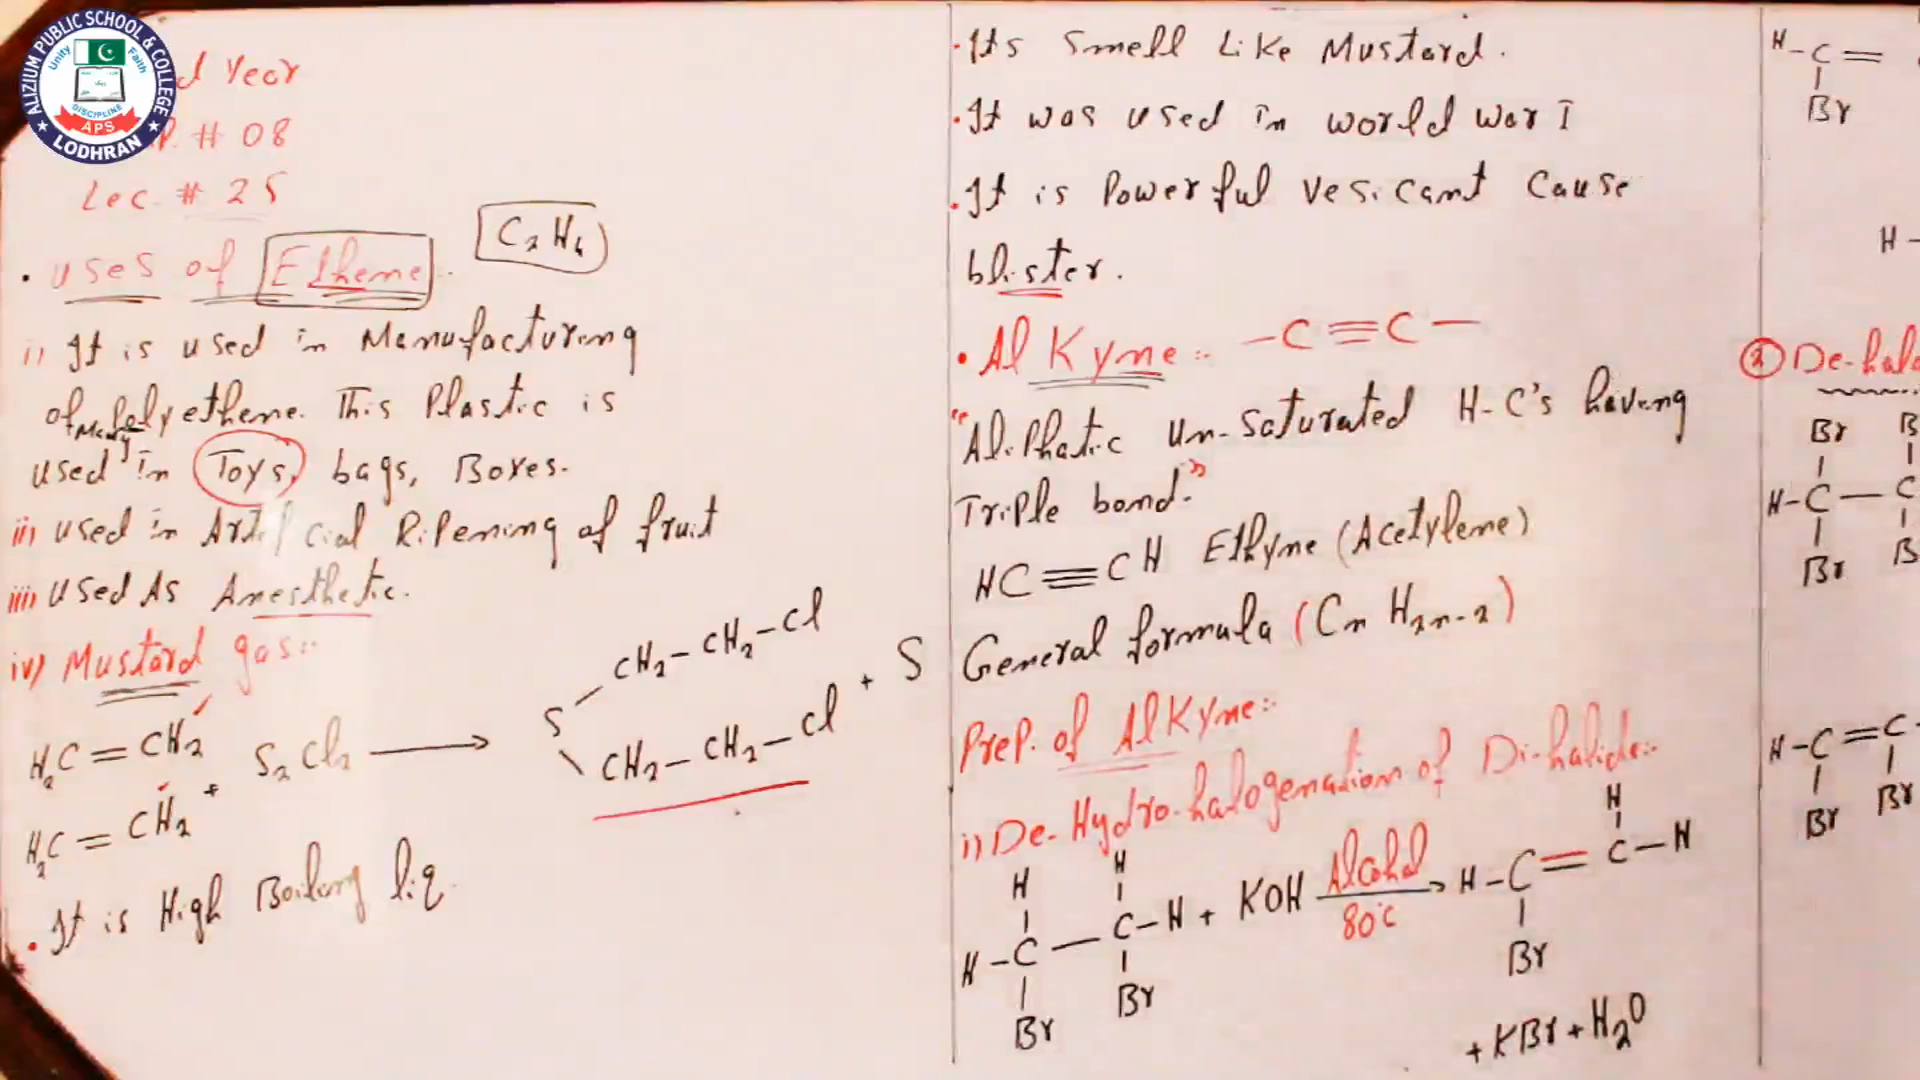 ALIZIUM PUBLIC SCHOOL & COLLEGE
Unity
Faith
DISCIPLINE
APS
LODHRAN
d Year
P. # 08
Lec. # 25
• Uses of Ethene:-
C2H4
i) It is used in Manufacturing
of Polyethene. This Plastic is
used in Toys, bags, Boxes.
ii) used in Artificial Ripening of fruit
iii) Used As Anesthetic.
iv) Mustard gas:-
H2C=CH2
S2Cl2 →
H2C=CH2 +
S
CH2-CH2-Cl
CH2-CH2-Cl
+ S
• It is High Boiling liq.
• Its Smell Like Mustard.
• It was used in world war I
• It is Powerful Vesicant Cause
blister.
• AlKyne:- -C≡C-
"Aliphatic Un-Saturated H-C's having
Triple bond."
HC≡CH Ethyne (Acetylene)
General formula (CnH2n-2)
Prep. of AlKyne:-
i) De-Hydro-halogenation of Di-halide:-
H H
H-C-C-H + KOH
Br Br
Alcohol
80°C
→
H
H-C=C-H
Br
+KBr+H2O
H-C=
Br
H-
② De-hal
Br B
H-C-C
Br B
H-C=C-
Br Br